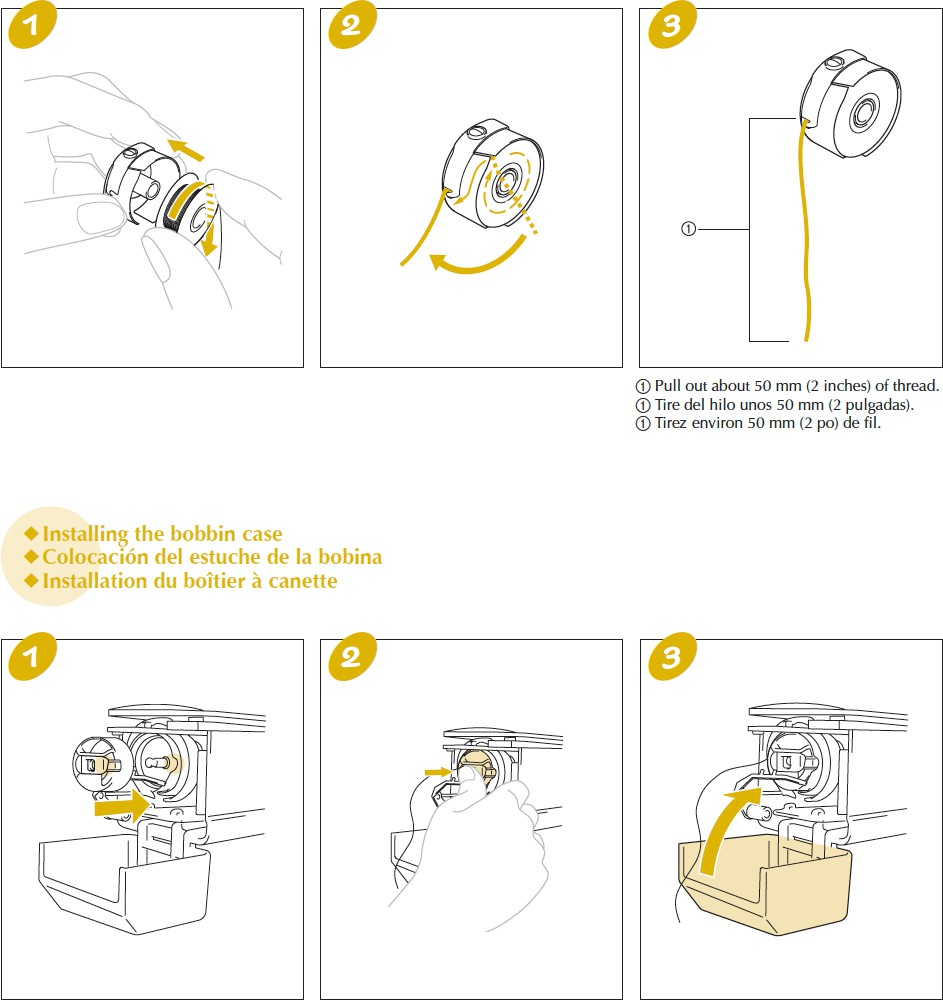 1
2
3
①
① Pull out about 50 mm (2 inches) of thread.
① Tire del hilo unos 50 mm (2 pulgadas).
① Tirez environ 50 mm (2 po) de fil.
◆ Installing the bobbin case
◆ Colocación del estuche de la bobina
◆ Installation du boîtier à canette
1
2
3